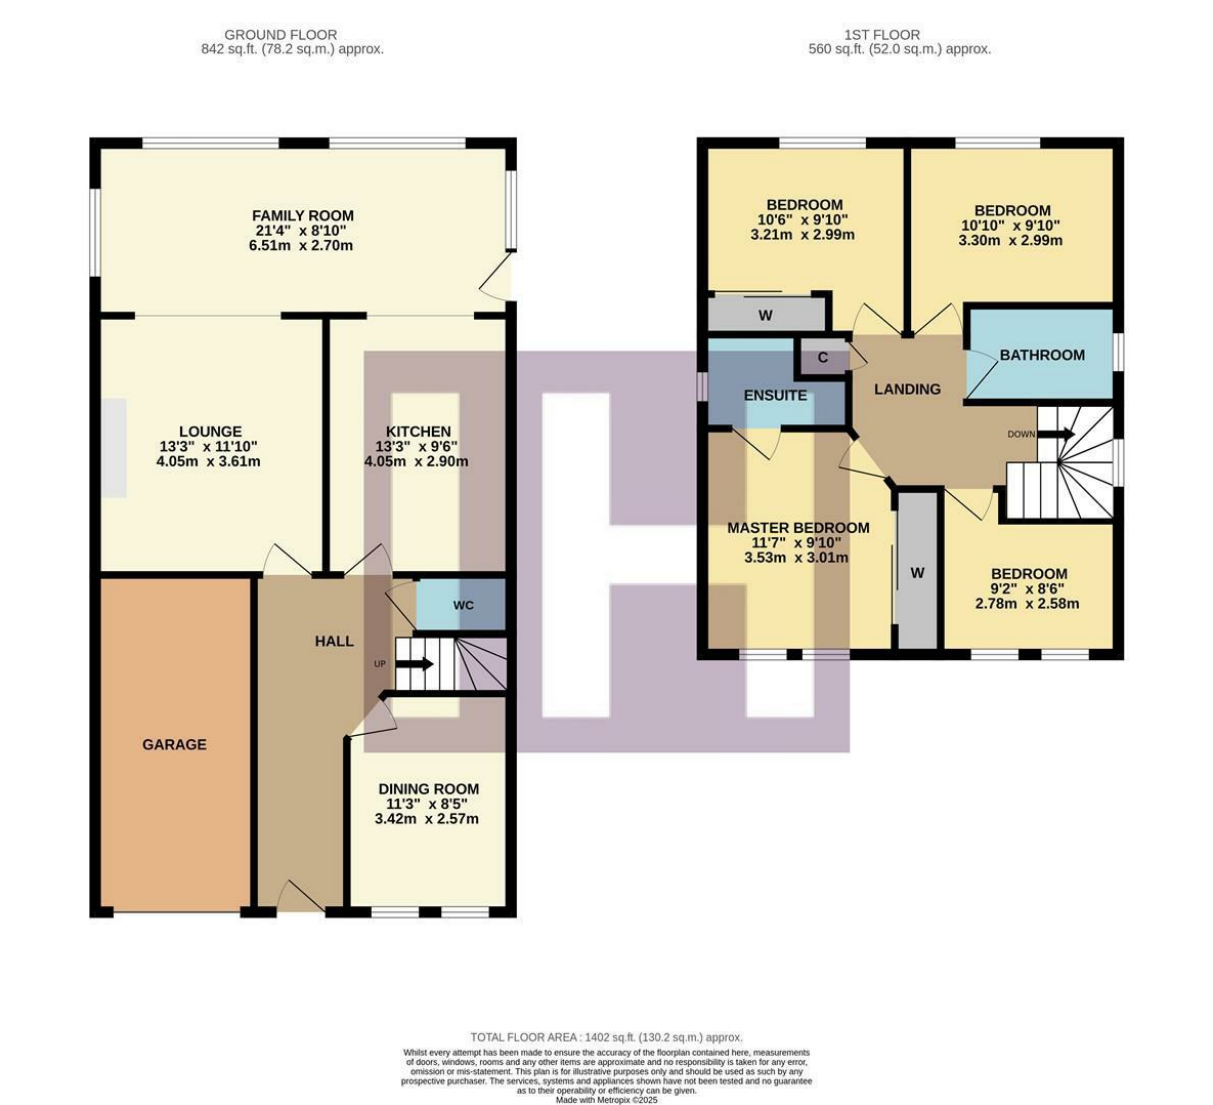 GROUND FLOOR
842 sq.ft. (78.2 sq.m.) approx.
1ST FLOOR
560 sq.ft. (52.0 sq.m.) approx.
FAMILY ROOM
21'4" x 8'10"
6.51m x 2.70m
LOUNGE
13'3" x 11'10"
4.05m x 3.61m
KITCHEN
13'3" x 9'6"
4.05m x 2.90m
WC
HALL
UP
GARAGE
DINING ROOM
11'3" x 8'5"
3.42m x 2.57m
BEDROOM
10'6" x 9'10"
3.21m x 2.99m
BEDROOM
10'10" x 9'10"
3.30m x 2.99m
W
C
BATHROOM
ENSUITE
LANDING
DOWN
MASTER BEDROOM
11'7" x 9'10"
3.53m x 3.01m
W
BEDROOM
9'2" x 8'6"
2.78m x 2.58m
TOTAL FLOOR AREA : 1402 sq.ft. (130.2 sq.m.) approx.
Whilst every attempt has been made to ensure the accuracy of the floorplan contained here, measurements
of doors, windows, rooms and any other items are approximate and no responsibility is taken for any error,
omission or mis-statement. This plan is for illustrative purposes only and should be used as such by any
prospective purchaser. The services, systems and appliances shown have not been tested and no guarantee
as to their operability or efficiency can be given.
Made with Metropix ©2025